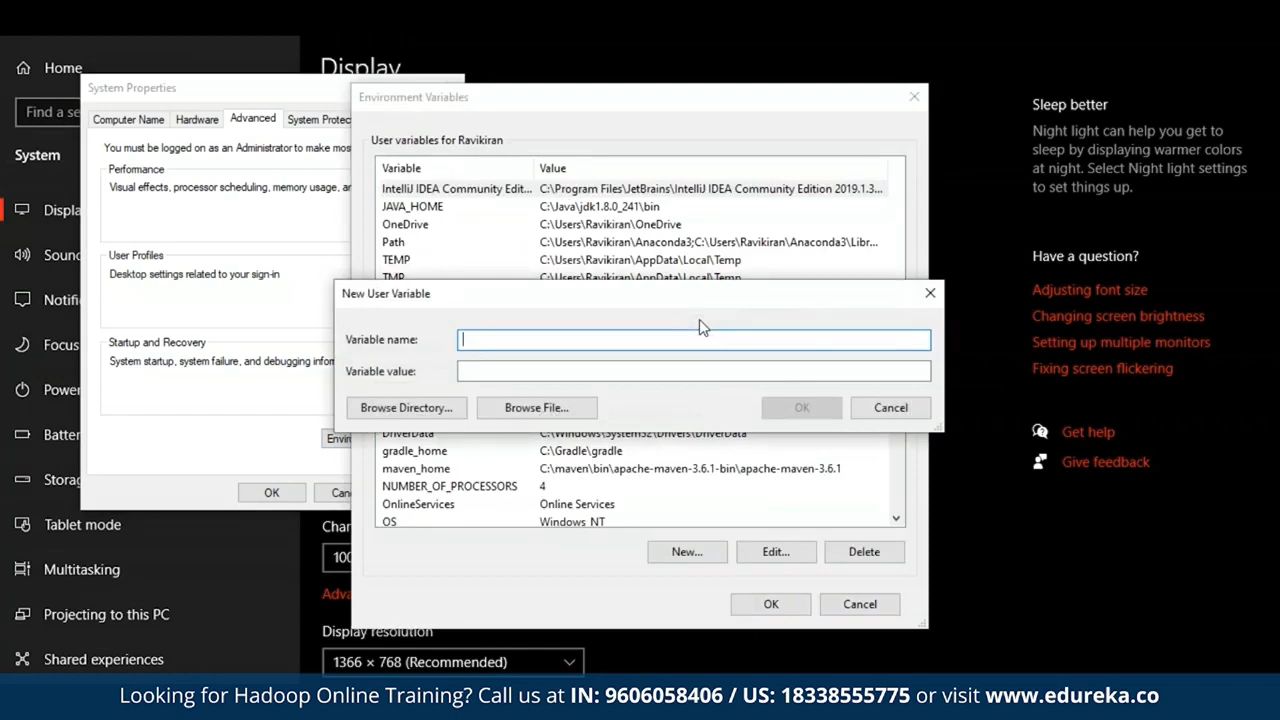 Home
Find a se
System
Displa
Soun
Notifi
Focus
Power
Batter
Storag
Tablet mode
Multitasking
Projecting to this PC
Shared experiences
Display
System Properties
Computer Name
Hardware
Advanced
System Protec
You must be logged on as an Administrator to make mos
Performance
Visual effects, processor scheduling, memory usage, an
User Profiles
Desktop settings related to your sign-in
Startup and Recovery
System startup, system failure, and debugging infor
Envir
OK
Canc
Environment Variables
User variables for Ravikiran
Variable Value
IntelliJ IDEA Community Edit... C:\Program Files\JetBrains\IntelliJ IDEA Community Edition 2019.1.3...
JAVA_HOME C:\Java\jdk1.8.0_241\bin
OneDrive C:\Users\Ravikiran\OneDrive
Path C:\Users\Ravikiran\Anaconda3;C:\Users\Ravikiran\Anaconda3\Libr...
TEMP C:\Users\Ravikiran\AppData\Local\Temp
TMP C:\Users\Ravikiran\AppData\Local\Temp
New User Variable
Variable name:
Variable value:
Browse Directory... Browse File... OK Cancel
DriverData C:\Windows\System32\Drivers\DriverData
gradle_home C:\Gradle\gradle
maven_home C:\maven\bin\apache-maven-3.6.1-bin\apache-maven-3.6.1
NUMBER_OF_PROCESSORS 4
OnlineServices Online Services
OS Windows_NT
New... Edit... Delete
OK Cancel
Chan
100
Adva
Display resolution
1366 × 768 (Recommended)
Sleep better
Night light can help you get to
sleep by displaying warmer colors
at night. Select Night light settings
to set things up.
Have a question?
Adjusting font size
Changing screen brightness
Setting up multiple monitors
Fixing screen flickering
Get help
Give feedback
Looking for Hadoop Online Training? Call us at IN: 9606058406 / US: 18338555775 or visit www.edureka.co